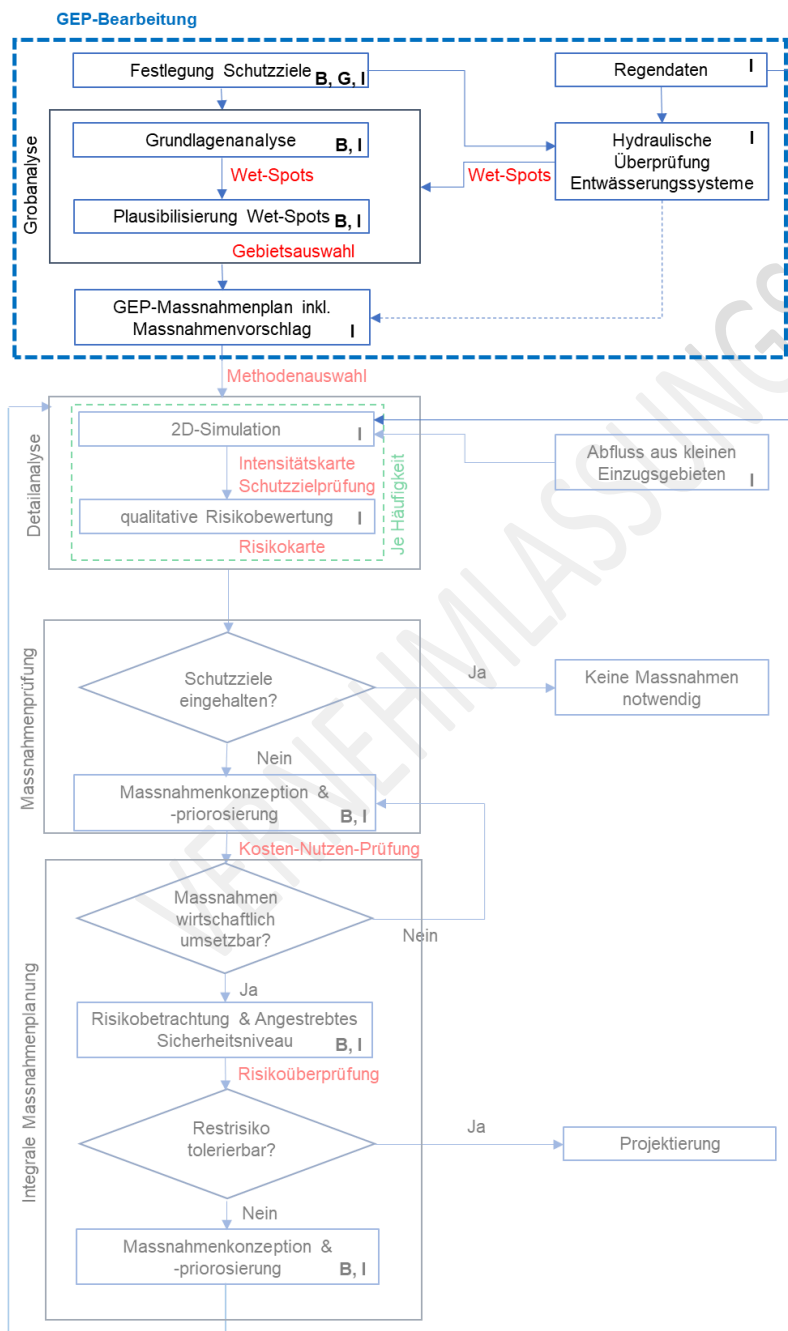 GEP-Bearbeitung
Festlegung Schutzziele B, G, I
Regendaten I
Grobanalyse
Grundlagenanalyse B, I
Hydraulische I
Überprüfung
Entwässerungssysteme
Wet-Spots
Wet-Spots
Plausibilisierung Wet-Spots B, I
Gebietsauswahl
GEP-Massnahmenplan inkl.
Massnahmenvorschlag I
Methodenauswahl
Detailanalyse
2D-Simulation I
Je Häufigkeit
Abfluss aus kleinen
Einzugsgebieten I
Intensitätskarte
Schutzzielprüfung
qualitative Risikobewertung I
Risikokarte
Massnahmenprüfung
Schutzziele
eingehalten?
Ja
Keine Massnahmen
notwendig
Nein
Massnahmenkonzeption &
-priorosierung B, I
Kosten-Nutzen-Prüfung
Integrale Massnahmenplanung
Massnahmen
wirtschaftlich
umsetzbar?
Nein
Ja
Risikobetrachtung & Angestrebtes
Sicherheitsniveau B, I
Risikoüberprüfung
Restrisiko
tolerierbar?
Ja
Projektierung
Nein
Massnahmenkonzeption &
-priorosierung B, I
VERNEHMLASSUNGS